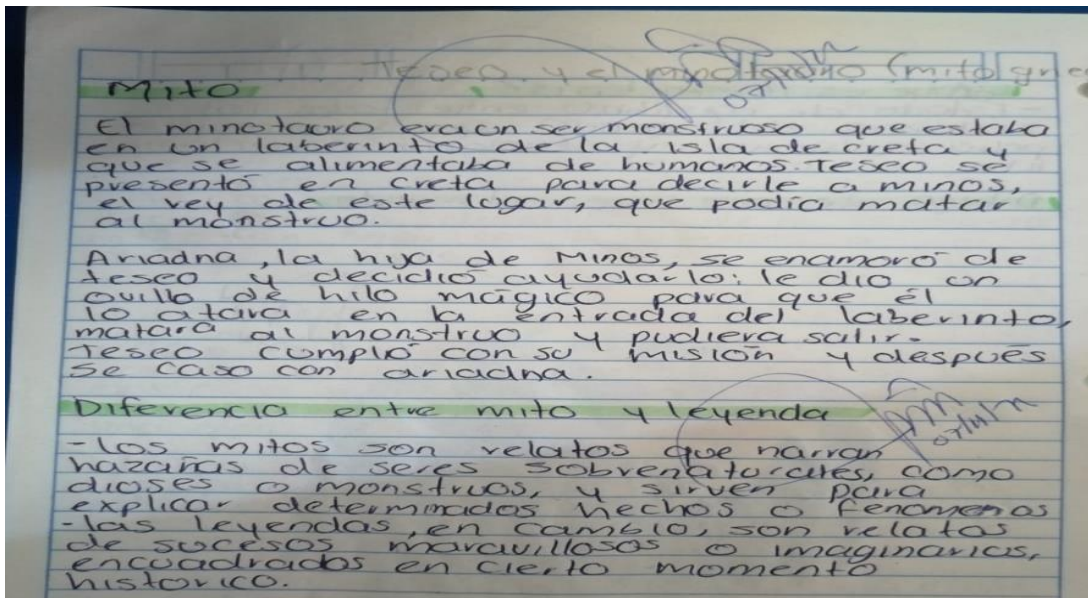 Teseo y el minotauro (mito grie
Mito
El minotauro era un ser monstruoso que estaba
en un laberinto de la isla de creta y
que se alimentaba de humanos. Teseo se
presentó en creta para decirle a minos,
el rey de este lugar, que podía matar
al monstruo.
Ariadna, la hija de Minos, se enamoró de
teseo y decidió ayudarlo: le dio un
ovillo de hilo mágico para que él
lo atara en la entrada del laberinto,
matara al monstruo y pudiera salir.
Teseo cumplió con su misión y después
se caso con ariadna.
Diferencia entre mito y leyenda
-los mitos son relatos que narran
hazañas de seres sobrenaturales, como
dioses o monstruos, y sirven para
explicar determinados hechos o fenomenos
-las leyendas, en cambio, son relatos
de sucesos maravillosos o imaginarios,
encuadrados en cierto momento
historico.